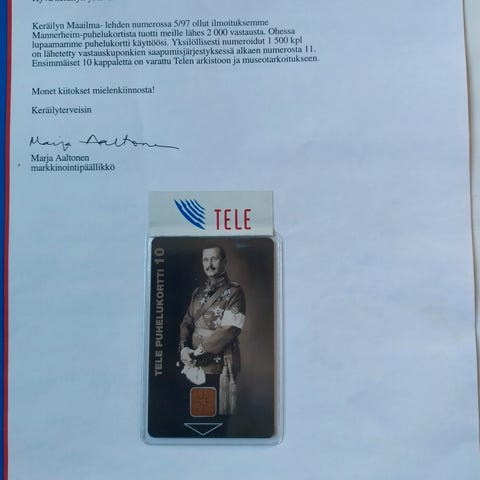 Keräilyn Maailma- lehden numerossa 5/97 ollut ilmoituksemme
Mannerheim-puhelukortista tuotti meille lähes 2 000 vastausta. Ohessa
lupaamamme puhelukortti käyttöösi. Yksilöllisesti numeroidut 1 500 kpl
on lähetetty vastauskuponkien saapumisjärjestyksessä alkaen numerosta 11.
Ensimmäiset 10 kappaletta on varattu Telen arkistoon ja museotarkoitukseen.
Monet kiitokset mielenkiinnosta!
Keräilyterveisin
Marja Aaltonen
Marja Aaltonen
markkinointipäällikkö
TELE
TELE PUHELUKORTTI 10